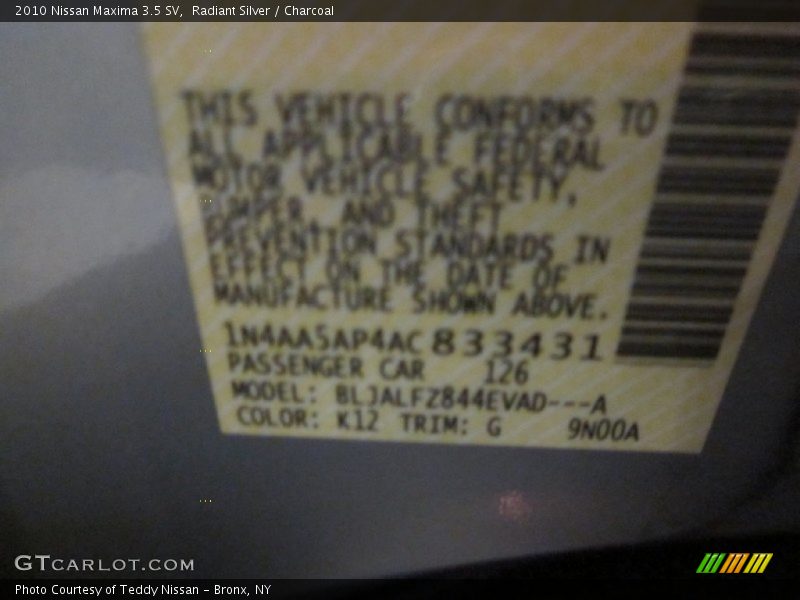 2010 Nissan Maxima 3.5 SV, Radiant Silver / Charcoal
THIS VEHICLE CONFORMS TO
ALL APPLICABLE FEDERAL
MOTOR VEHICLE SAFETY,
BUMPER, AND THEFT
PREVENTION STANDARDS IN
EFFECT ON THE DATE OF
MANUFACTURE SHOWN ABOVE.
1N4AA5AP4AC833431
PASSENGER CAR 126
MODEL: BLJALFZ844EVAD---A
COLOR: K12 TRIM: G 9N00A
GTCARLOT.COM
Photo Courtesy of Teddy Nissan - Bronx, NY